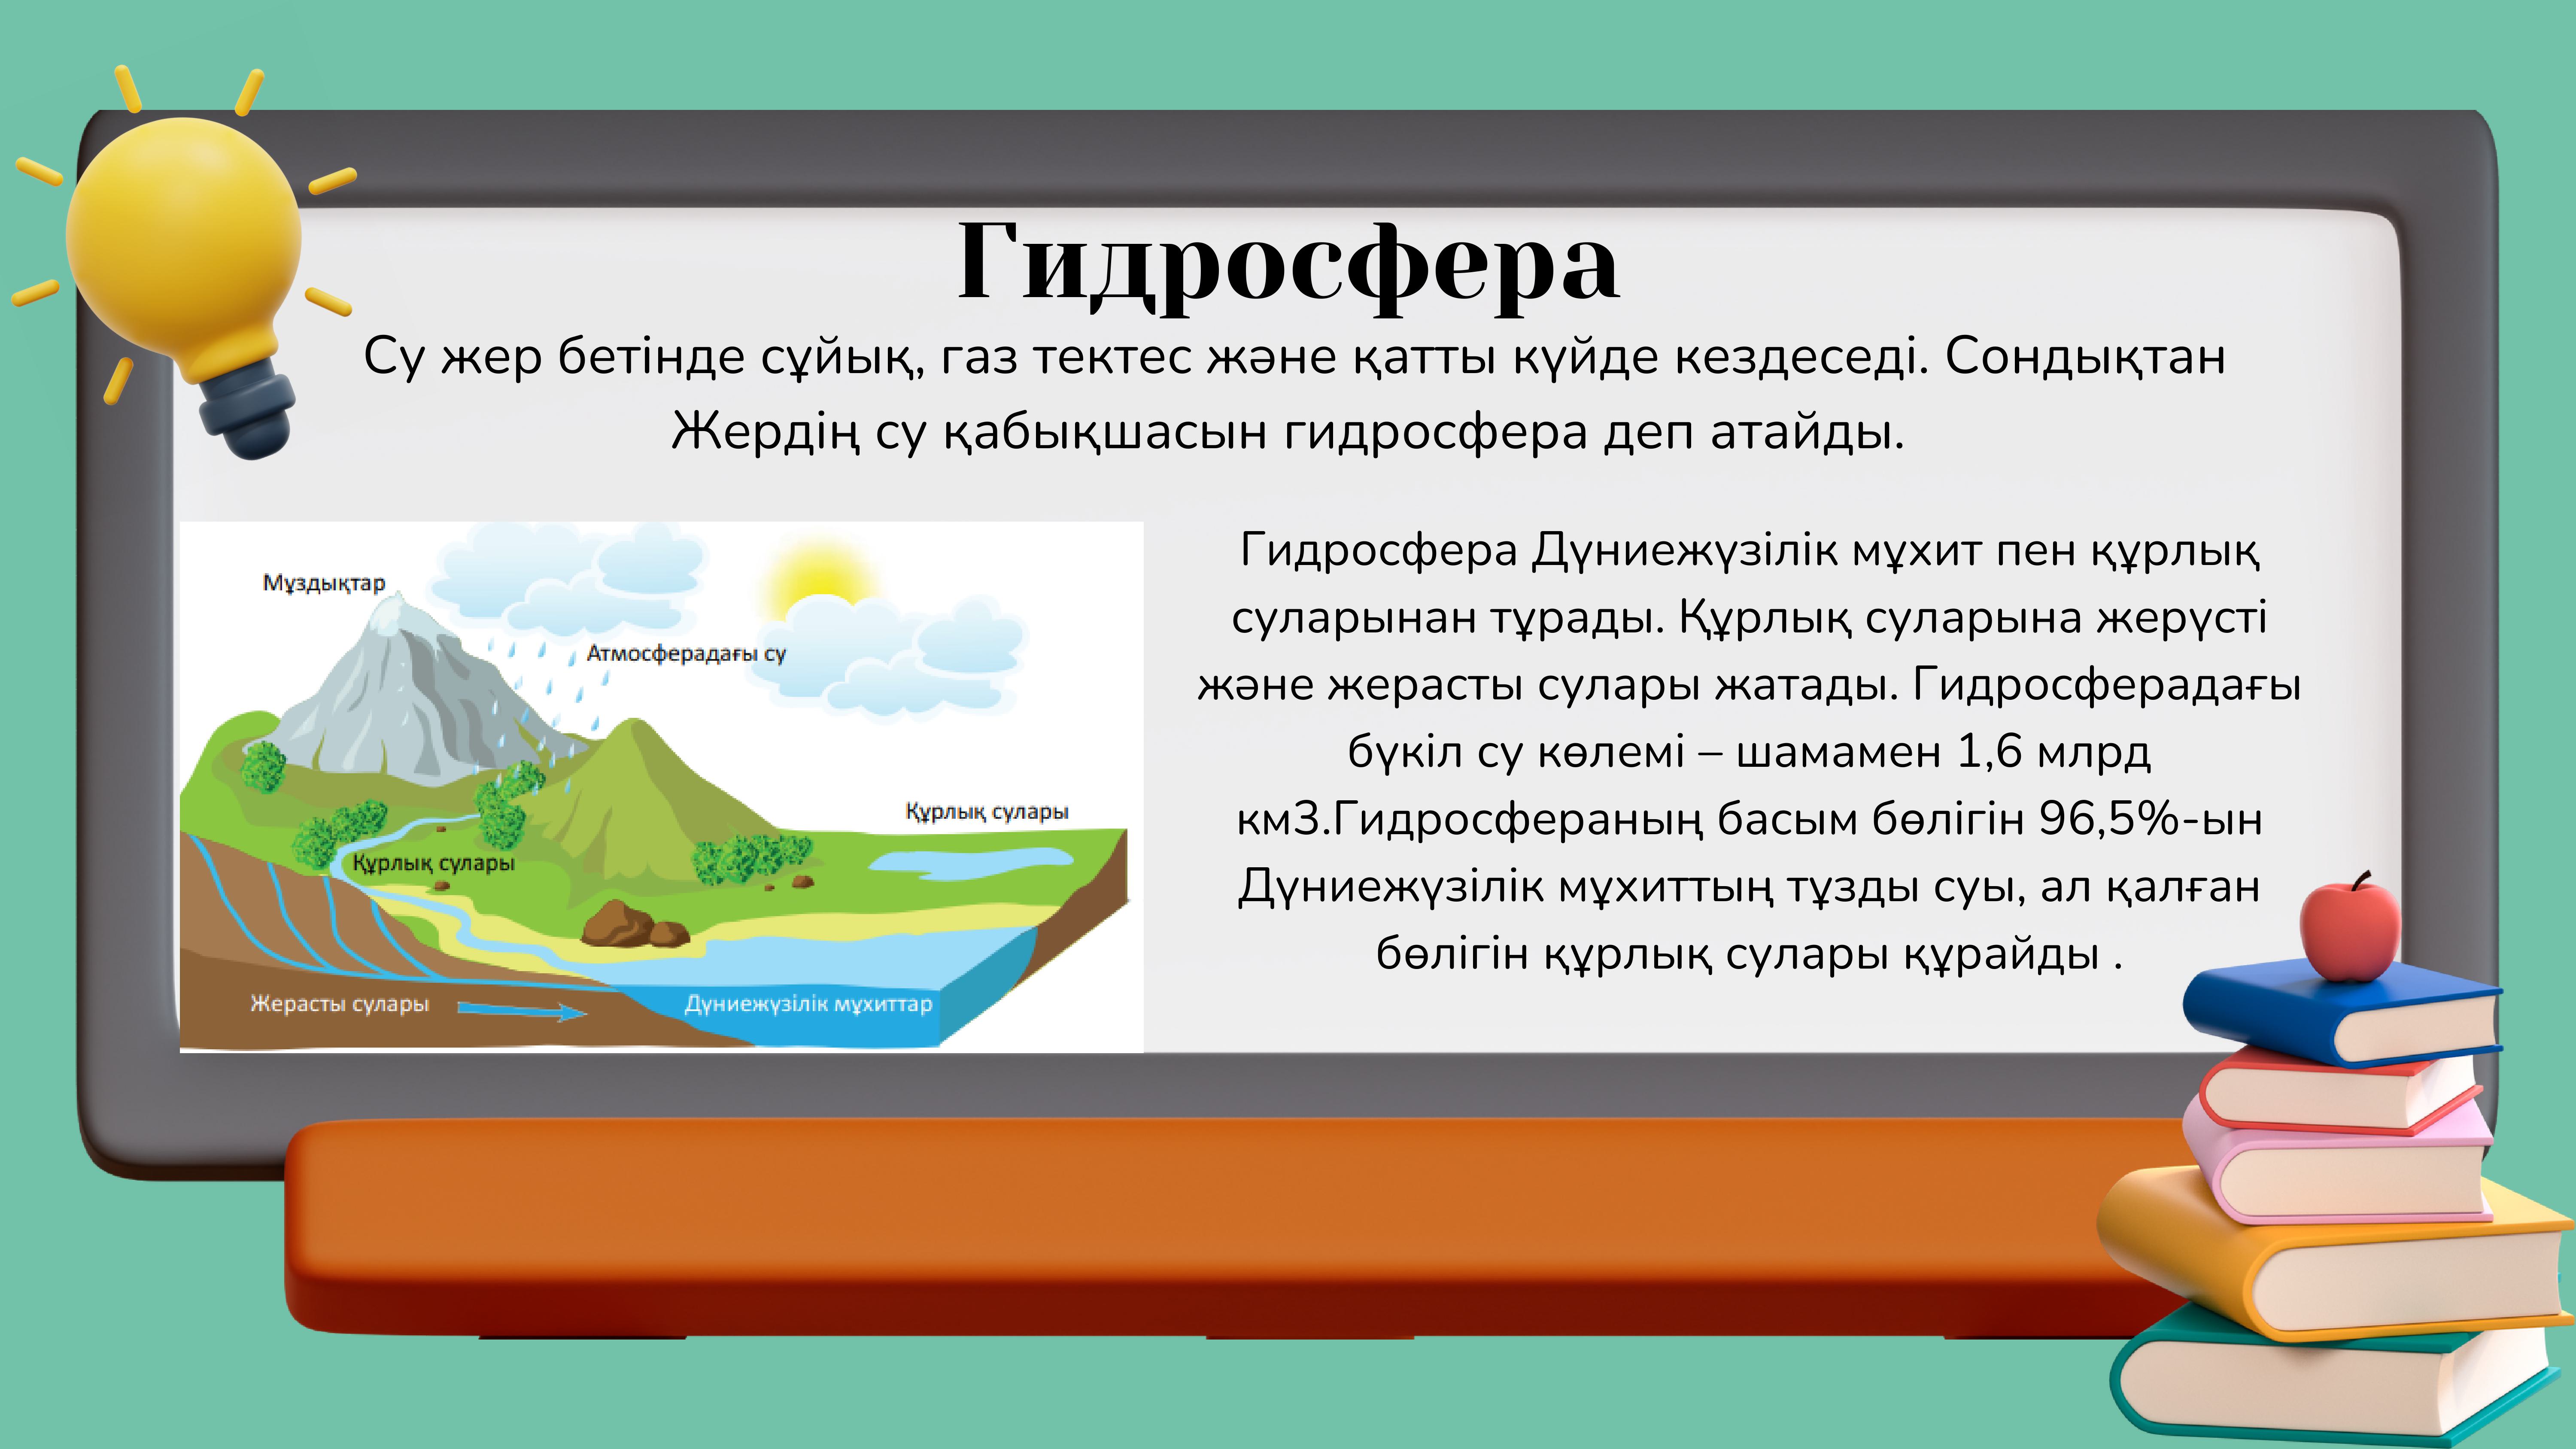 Гидросфера
Су жер бетінде сұйық, газ тектес және қатты күйде кездеседі. Сондықтан
Жердің су қабықшасын гидросфера деп атайды.
Мұздықтар
Атмосферадағы су
Құрлық сулары
Құрлық сулары
Жерасты сулары
Дүниежүзілік мұхиттар
Гидросфера Дүниежүзілік мұхит пен құрлық
суларынан тұрады. Құрлық суларына жерүсті
және жерасты сулары жатады. Гидросферадағы
бүкіл су көлемі – шамамен 1,6 млрд
км3.Гидросфераның басым бөлігін 96,5%-ын
Дүниежүзілік мұхиттың тұзды суы, ал қалған
бөлігін құрлық сулары құрайды .